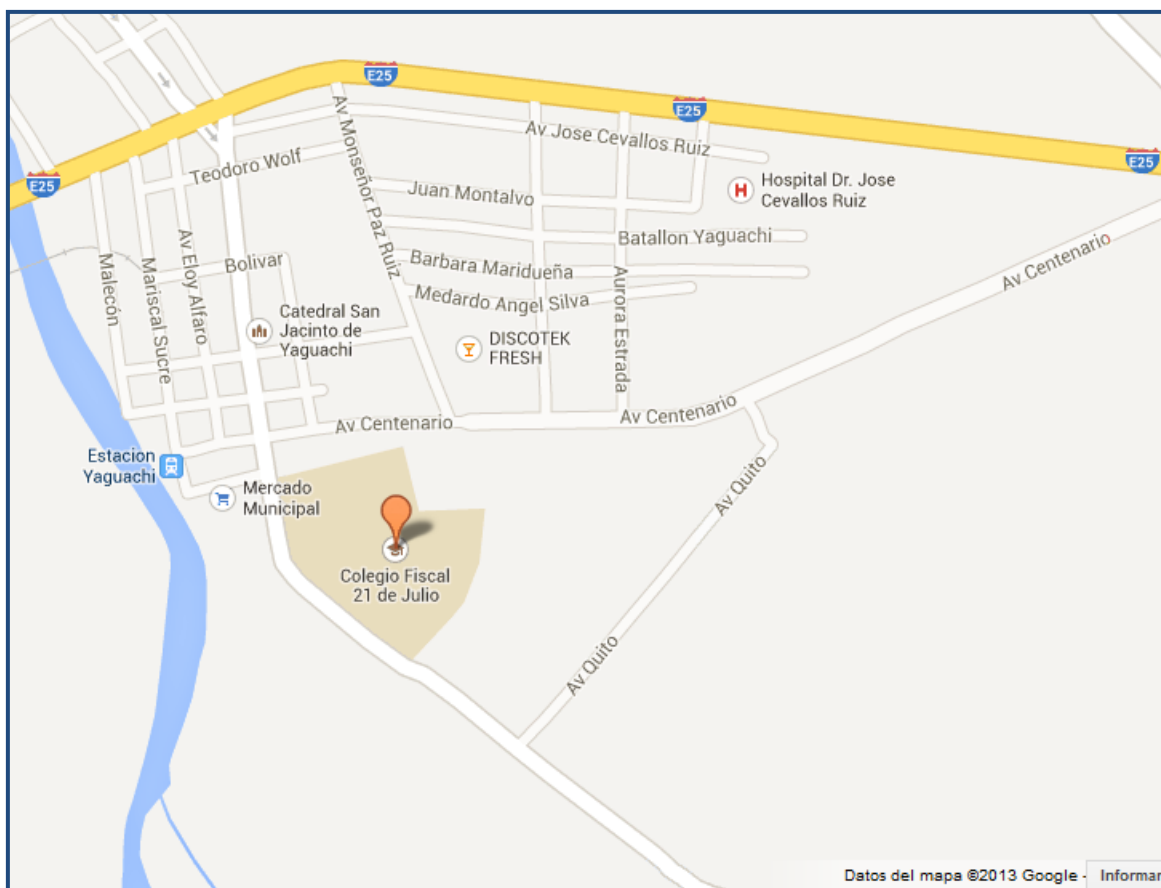 E25
E25
Av Jose Cevallos Ruiz
E25
Teodoro Wolf
Av Monseñor Paz Ruiz
Hospital Dr. Jose
Cevallos Ruiz
E25
Juan Montalvo
Batallon Yaguachi
Av Centenario
Bolivar
Barbara Maridueña
Medardo Angel Silva
Malecón
Mariscal Sucre
Av Eloy Alfaro
Aurora Estrada
Catedral San
Jacinto de
Yaguachi
DISCOTEK
FRESH
Av Centenario
Av Centenario
Estacion
Yaguachi
Mercado
Municipal
Av Quito
Colegio Fiscal
21 de Julio
Av Quito
Datos del mapa ©2013 Google -
Informar